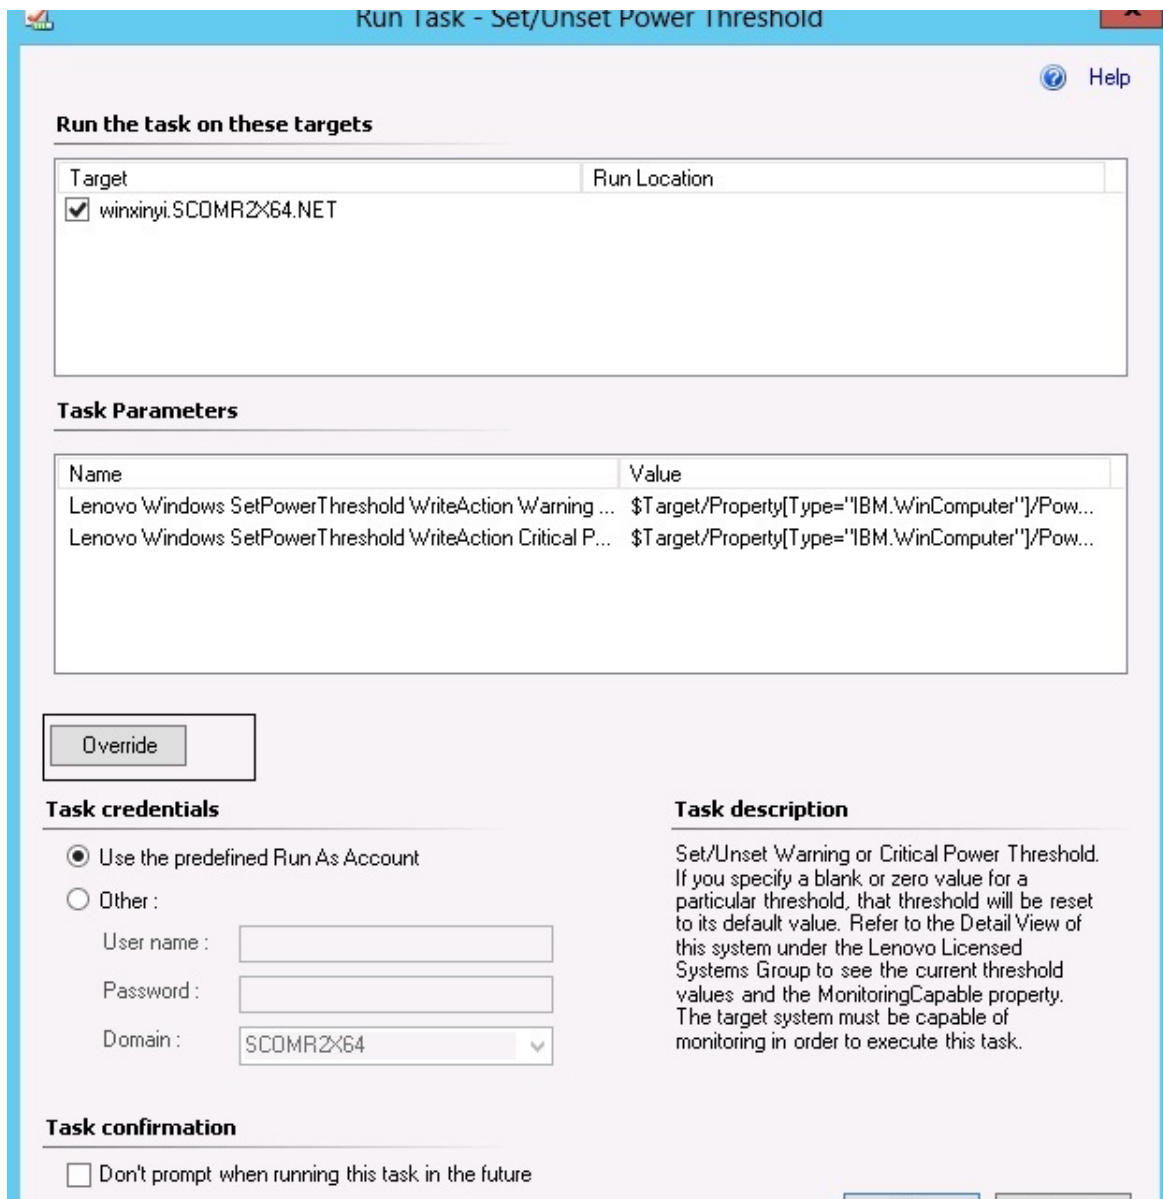 Run Task - Set/Unset Power Threshold
Help
Run the task on these targets
Target Run Location
winxinyi.SCOMR2X64.NET
Task Parameters
Name Value
Lenovo Windows SetPowerThreshold WriteAction Warning ... $Target/Property[Type="IBM.WinComputer"]/Pow...
Lenovo Windows SetPowerThreshold WriteAction Critical P... $Target/Property[Type="IBM.WinComputer"]/Pow...
Override
Task credentials
Use the predefined Run As Account
Other :
User name :
Password :
Domain : SCOMR2X64
Task description
Set/Unset Warning or Critical Power Threshold.
If you specify a blank or zero value for a
particular threshold, that threshold will be reset
to its default value. Refer to the Detail View of
this system under the Lenovo Licensed
Systems Group to see the current threshold
values and the MonitoringCapable property.
The target system must be capable of
monitoring in order to execute this task.
Task confirmation
Don't prompt when running this task in the future